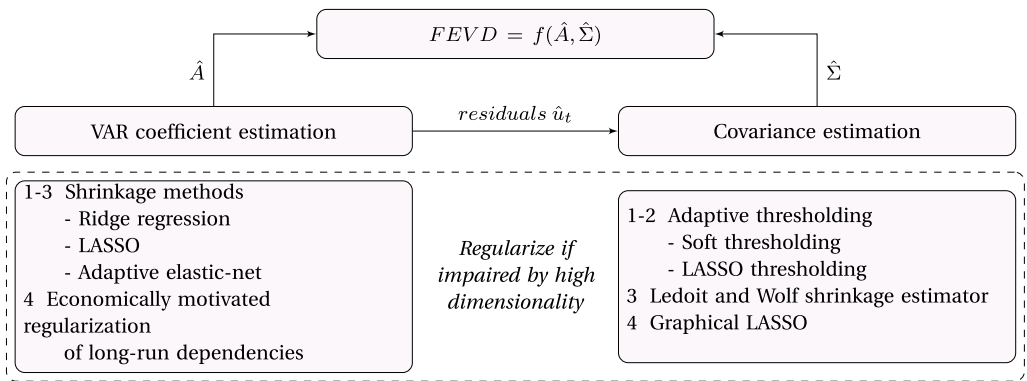 FEVD = f(Â, Σ̂)
Â
Σ̂
VAR coefficient estimation
residuals û_t
Covariance estimation
1-3 Shrinkage methods
- Ridge regression
- LASSO
- Adaptive elastic-net
4 Economically motivated
regularization
of long-run dependencies
Regularize if
impaired by high
dimensionality
1-2 Adaptive thresholding
- Soft thresholding
- LASSO thresholding
3 Ledoit and Wolf shrinkage estimator
4 Graphical LASSO